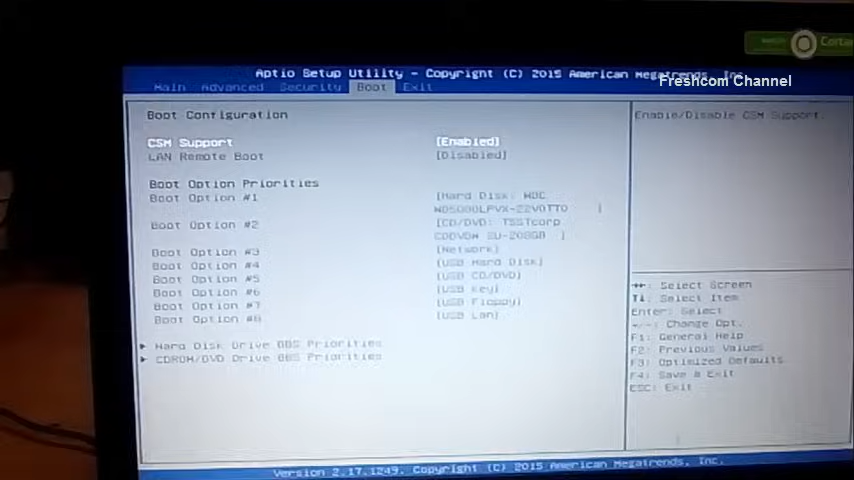 Aptio Setup Utility - Copyright (C) 2015 American Megatrends, Inc.
Freshcom Channel
Main Advanced Security Boot Exit
Boot Configuration
Enable/Disable CSM Support.
CSM Support [Enabled]
LAN Remote Boot [Disabled]
Boot Option Priorities
Boot Option #1 [Hard Disk: WDC
WD5000LPVX-22V0TT0 ]
Boot Option #2 [CD/DVD: TSSTcorp
CDDVDW SU-208GB ]
Boot Option #3 [Network]
Boot Option #4 [USB Hard Disk]
Boot Option #5 [USB CD/DVD]
Boot Option #6 [USB Key]
Boot Option #7 [USB Floppy]
Boot Option #8 [USB Lan]
▶ Hard Disk Drive BBS Priorities
▶ CDROM/DVD Drive BBS Priorities
→←: Select Screen
↑↓: Select Item
Enter: Select
+/-: Change Opt.
F1: General Help
F2: Previous Values
F3: Optimized Defaults
F4: Save & Exit
ESC: Exit
Version 2.17.1249. Copyright (C) 2015 American Megatrends, Inc.